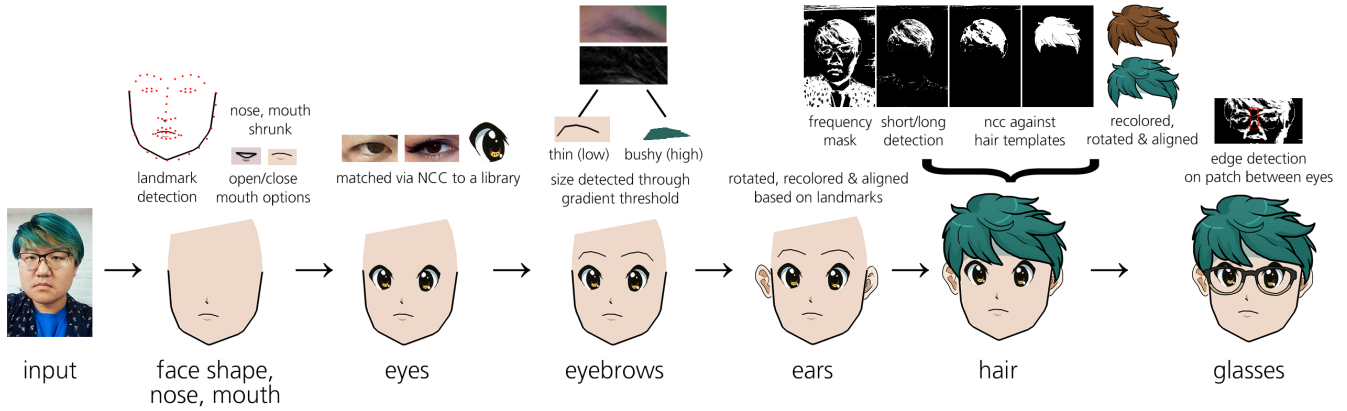 landmark
detection
nose, mouth
shrunk
open/close
mouth options
matched via NCC to a library
thin (low)
bushy (high)
size detected through
gradient threshold
rotated, recolored & aligned
based on landmarks
frequency
mask
short/long
detection
ncc against
hair templates
recolored,
rotated & aligned
edge detection
on patch between eyes
input
face shape,
nose, mouth
eyes
eyebrows
ears
hair
glasses